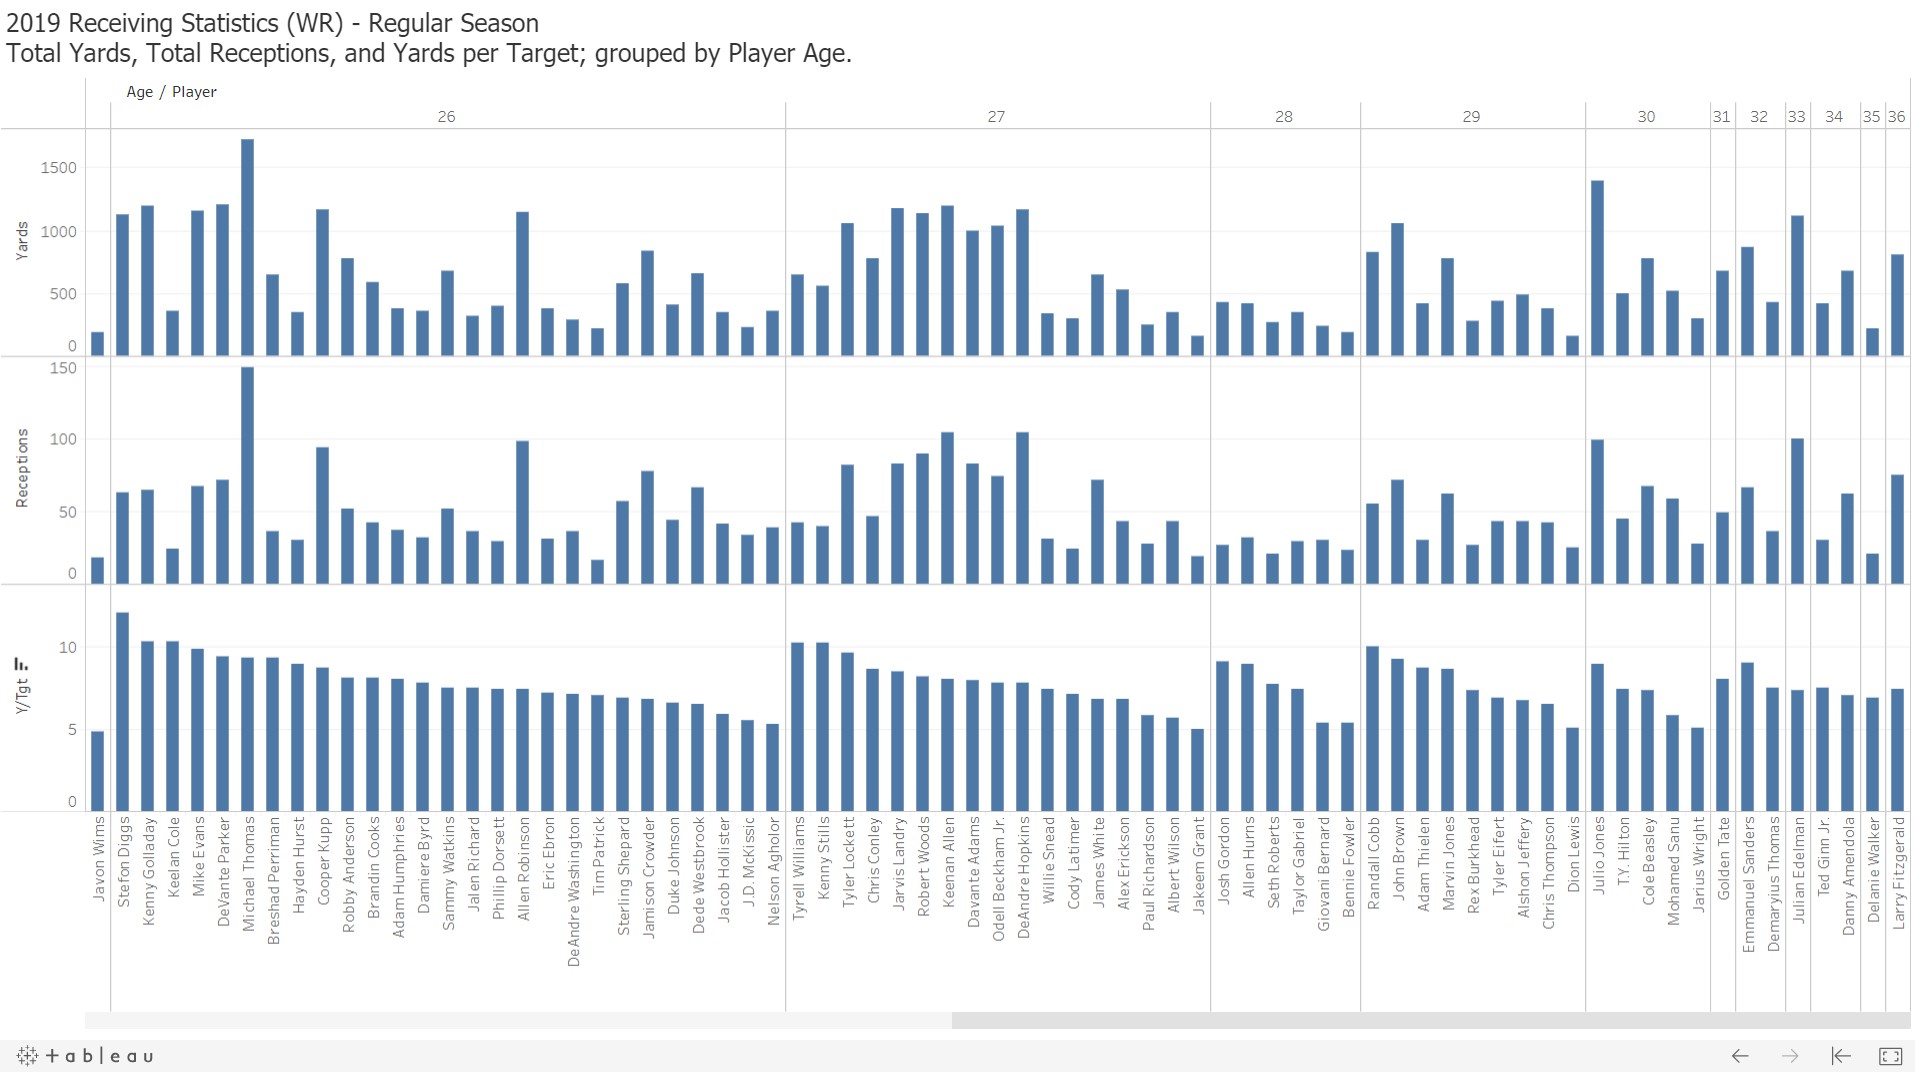 2019 Receiving Statistics (WR) - Regular Season
Total Yards, Total Receptions, and Yards per Target; grouped by Player Age.
Age / Player
26
27
28
29
30
31
32
33
34
35
36
Yards
1500
1000
500
0
Receptions
150
100
50
0
Y/Tgt
10
5
0
Javon Wims
Stefon Diggs
Kenny Golladay
Keelan Cole
Mike Evans
DeVante Parker
Michael Thomas
Breshad Perriman
Hayden Hurst
Cooper Kupp
Robby Anderson
Brandin Cooks
Adam Humphries
Damiere Byrd
Sammy Watkins
Jalen Richard
Phillip Dorsett
Allen Robinson
Eric Ebron
DeAndre Washington
Tim Patrick
Sterling Shepard
Jamison Crowder
Duke Johnson
Dede Westbrook
Jacob Hollister
J.D. McKissic
Nelson Agholor
Tyrell Williams
Kenny Stills
Tyler Lockett
Chris Conley
Jarvis Landry
Robert Woods
Keenan Allen
Davante Adams
Odell Beckham Jr.
DeAndre Hopkins
Willie Snead
Cody Latimer
James White
Alex Erickson
Paul Richardson
Albert Wilson
Jakeem Grant
Josh Gordon
Allen Hurns
Seth Roberts
Taylor Gabriel
Giovani Bernard
Bennie Fowler
Randall Cobb
John Brown
Adam Thielen
Marvin Jones
Rex Burkhead
Tyler Eifert
Alshon Jeffery
Chris Thompson
Dion Lewis
Julio Jones
T.Y. Hilton
Cole Beasley
Mohamed Sanu
Jarius Wright
Golden Tate
Emmanuel Sanders
Demaryius Thomas
Julian Edelman
Ted Ginn Jr.
Danny Amendola
Delanie Walker
Larry Fitzgerald
+ableau